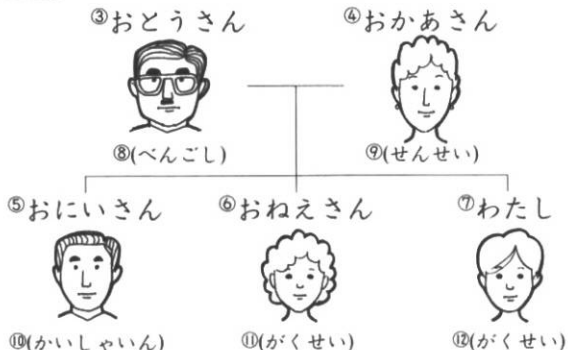 ③おとうさん ④おかあさん
⑧(べんごし) ⑨(せんせい)
⑤おにいさん ⑥おねえさん ⑦わたし
⑩(かいしゃいん) ⑪(がくせい) ⑫(がくせい)